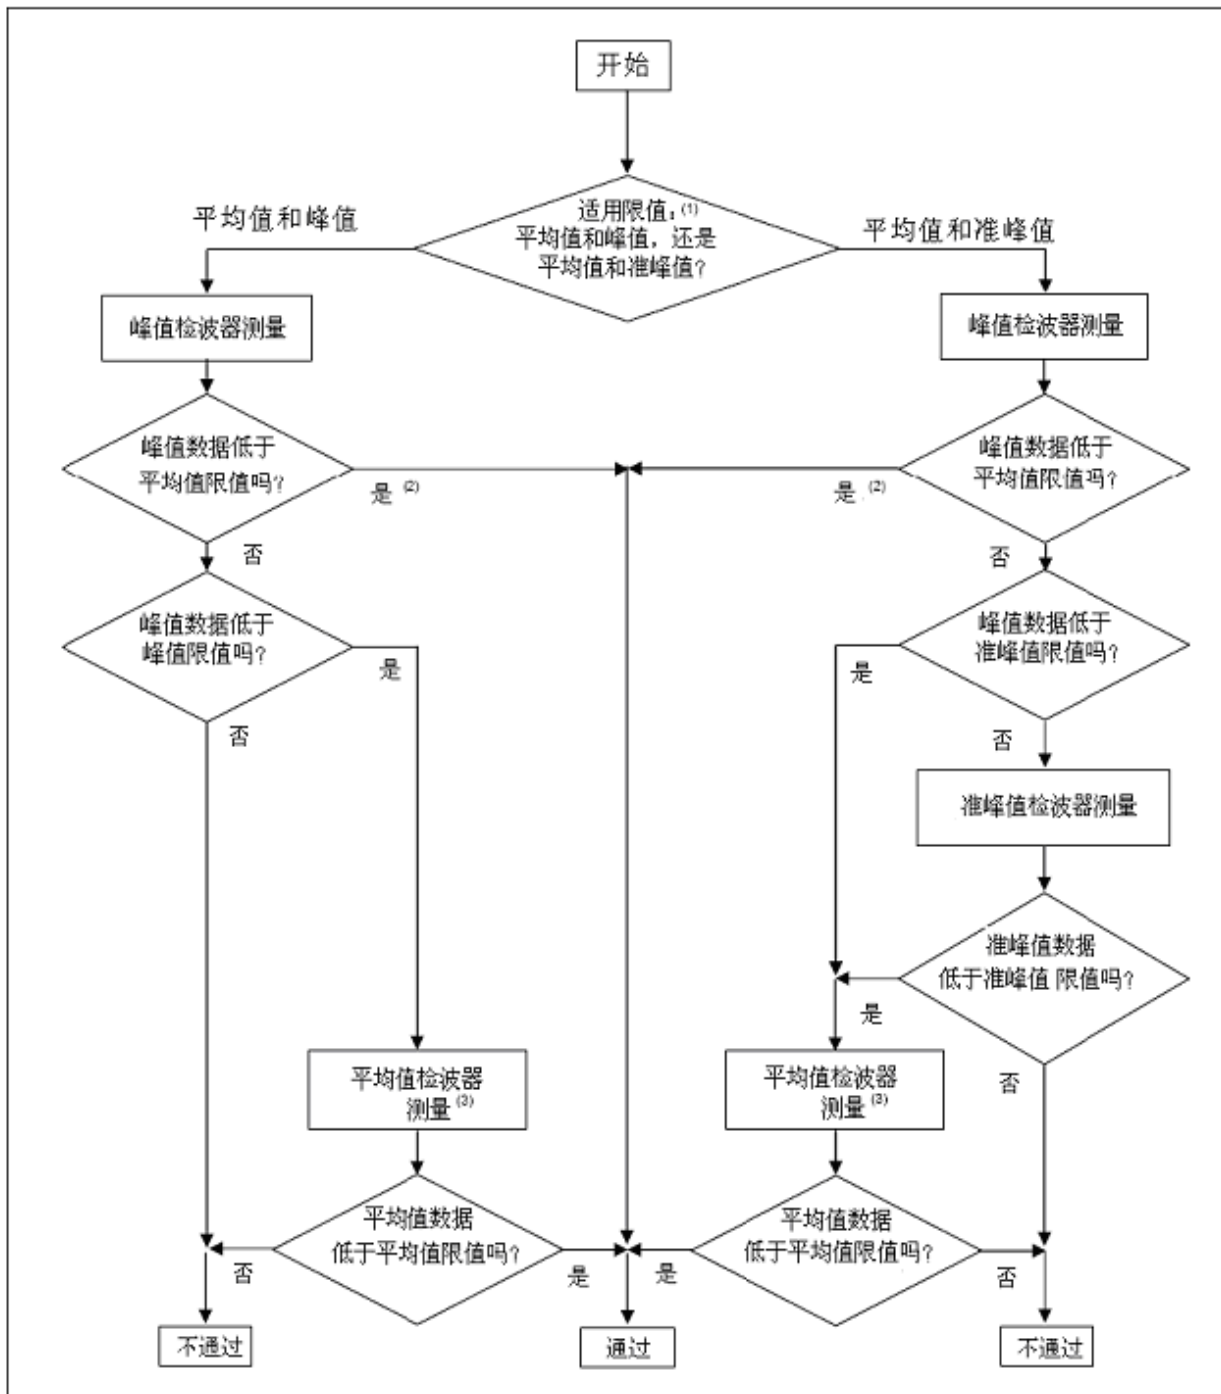 开始
适用限值：(1)
平均值和峰值，还是
平均值和准峰值？
平均值和峰值
平均值和准峰值
峰值检波器测量
峰值检波器测量
峰值数据低于
平均值限值吗？
是 (2)
峰值数据低于
平均值限值吗？
是 (2)
否
否
峰值数据低于
峰值限值吗？
是
峰值数据低于
准峰值限值吗？
是
否
否
准峰值检波器测量
准峰值数据
低于准峰值 限值吗？
是
否
平均值检波器
测量(3)
平均值检波器
测量(3)
平均值数据
低于平均值限值吗？
否
是
平均值数据
低于平均值限值吗？
是
否
不通过
通过
不通过